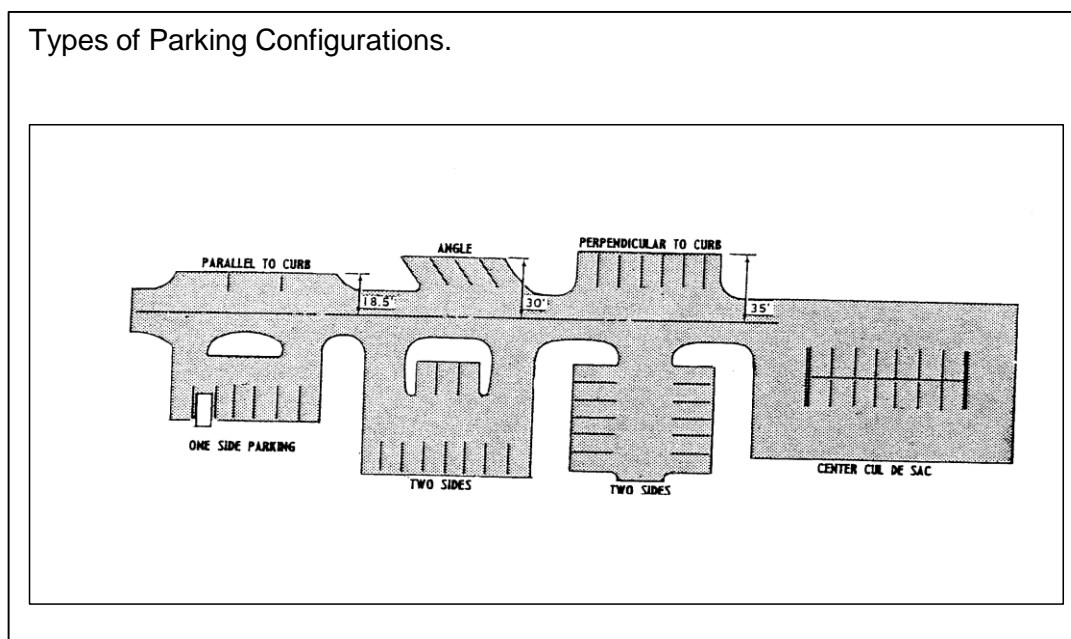 Types of Parking Configurations.
PARALLEL TO CURB
ANGLE
PERPENDICULAR TO CURB
18.5'
30'
35'
ONE SIDE PARKING
TWO SIDES
TWO SIDES
CENTER CUL DE SAC